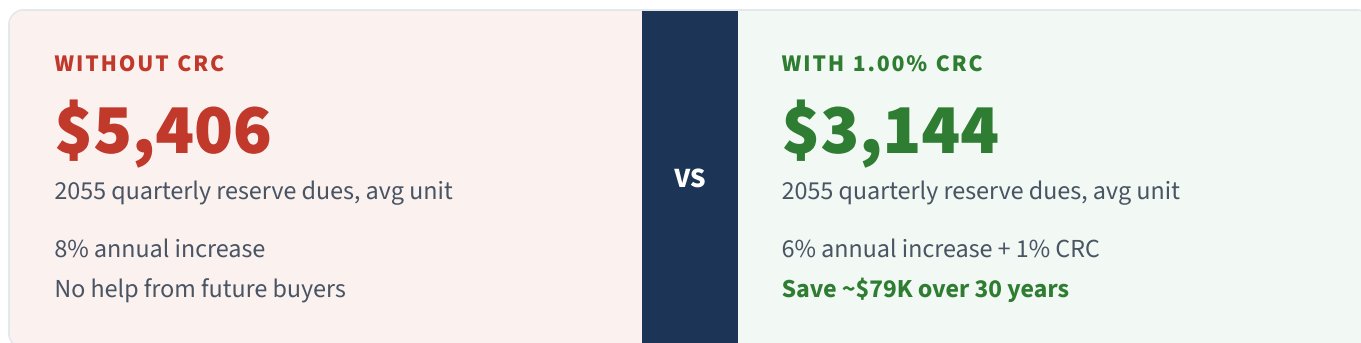 WITHOUT CRC
$5,406
2055 quarterly reserve dues, avg unit
8% annual increase
No help from future buyers
VS
WITH 1.00% CRC
$3,144
2055 quarterly reserve dues, avg unit
6% annual increase + 1% CRC
Save ~$79K over 30 years